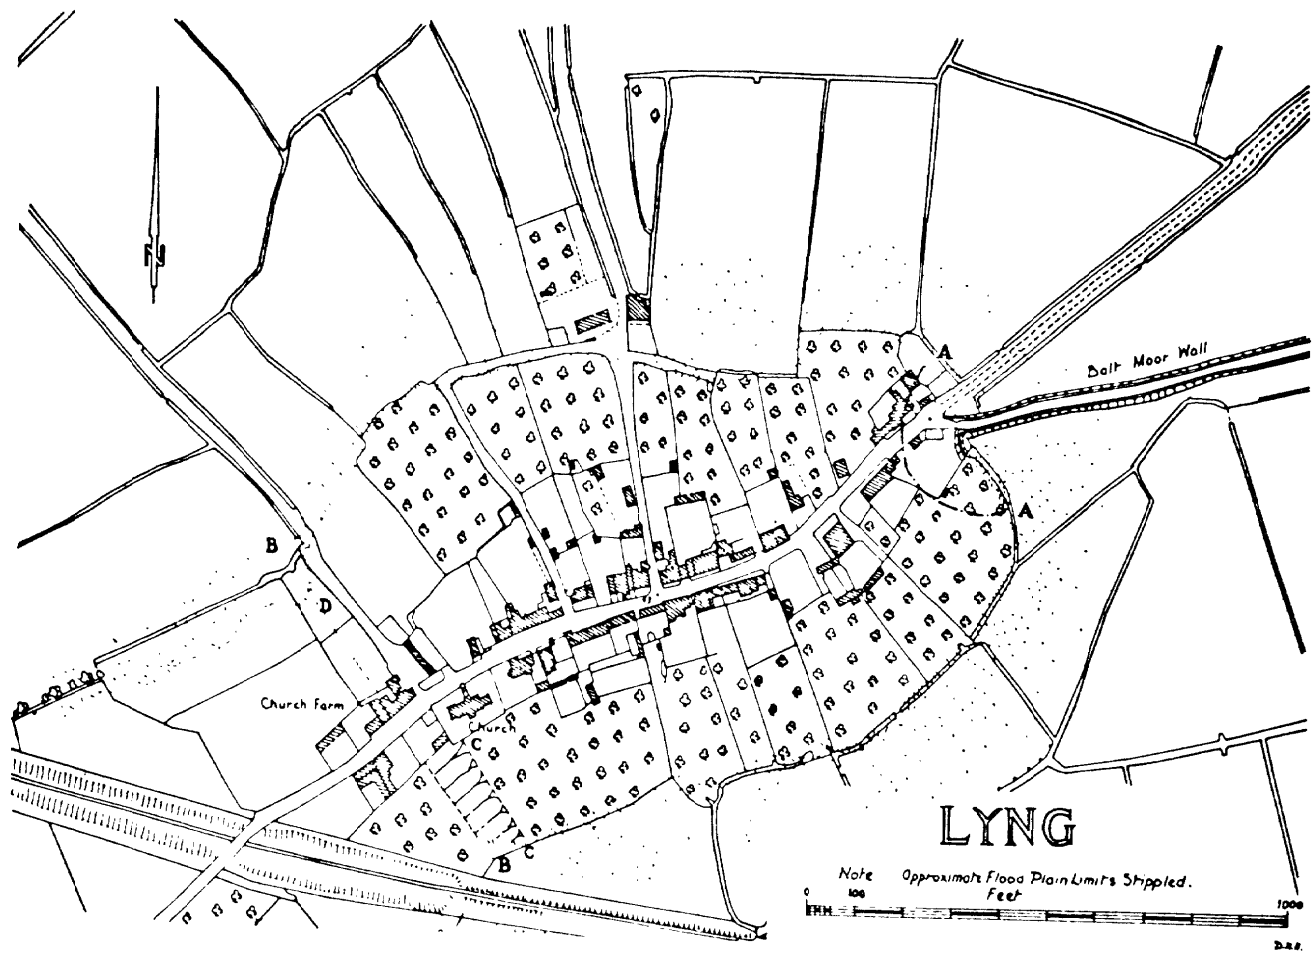 N
A
Balt Moor Wall
A
B
D
Church Farm
Church
C
B
C
LYNG
Note Approximate Flood Plain Limits Stippled.
Feet
0 100 1000